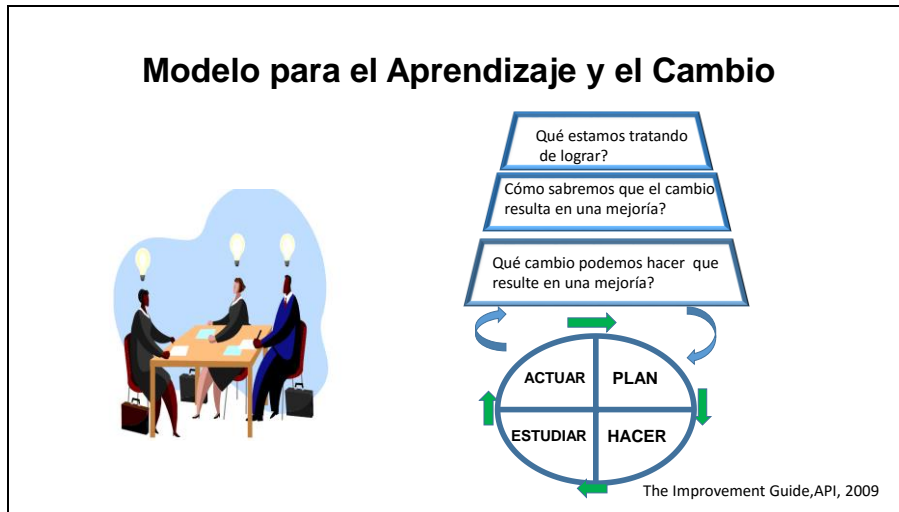 Modelo para el Aprendizaje y el Cambio
Qué estamos tratando
de lograr?
Cómo sabremos que el cambio
resulta en una mejoría?
Qué cambio podemos hacer que
resulte en una mejoría?
ACTUAR
PLAN
ESTUDIAR
HACER
The Improvement Guide,API, 2009